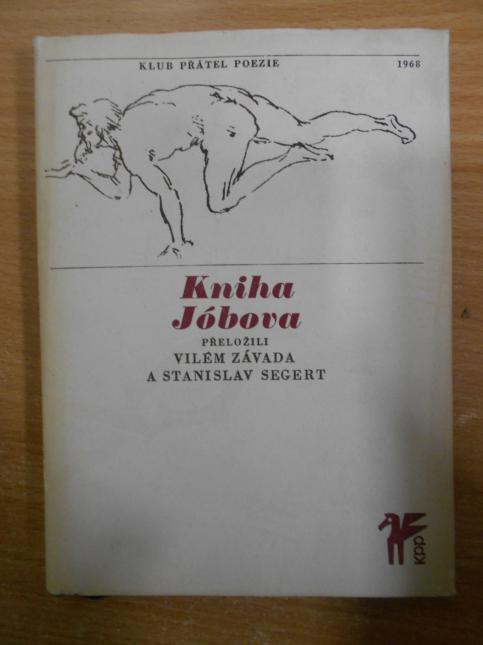 KLUB PŘÁTEL POEZIE 1968
Kniha
Jóbova
PŘELOŽILI
VILÉM ZÁVADA
A STANISLAV SEGERT
kpp